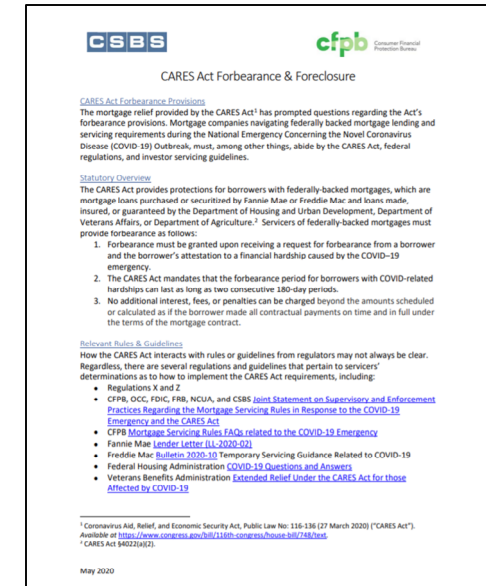 CSBS
cfpb Consumer Financial
Protection Bureau
CARES Act Forbearance & Foreclosure
CARES Act Forbearance Provisions
The mortgage relief provided by the CARES Act¹ has prompted questions regarding the Act's
forbearance provisions. Mortgage companies navigating federally backed mortgage lending and
servicing requirements during the National Emergency Concerning the Novel Coronavirus
Disease (COVID-19) Outbreak, must, among other things, abide by the CARES Act, federal
regulations, and investor servicing guidelines.
Statutory Overview
The CARES Act provides protections for borrowers with federally-backed mortgages, which are
mortgage loans purchased or securitized by Fannie Mae or Freddie Mac and loans made,
insured, or guaranteed by the Department of Housing and Urban Development, Department of
Veterans Affairs, or Department of Agriculture.² Servicers of federally-backed mortgages must
provide forbearance as follows:
1. Forbearance must be granted upon receiving a request for forbearance from a borrower
and the borrower's attestation to a financial hardship caused by the COVID–19
emergency.
2. The CARES Act mandates that the forbearance period for borrowers with COVID-related
hardships can last as long as two consecutive 180-day periods.
3. No additional interest, fees, or penalties can be charged beyond the amounts scheduled
or calculated as if the borrower made all contractual payments on time and in full under
the terms of the mortgage contract.
Relevant Rules & Guidelines
How the CARES Act interacts with rules or guidelines from regulators may not always be clear.
Regardless, there are several regulations and guidelines that pertain to servicers'
determinations as to how to implement the CARES Act requirements, including:
• Regulations X and Z
• CFPB, OCC, FDIC, FRB, NCUA, and CSBS Joint Statement on Supervisory and Enforcement
Practices Regarding the Mortgage Servicing Rules in Response to the COVID-19
Emergency and the CARES Act
• CFPB Mortgage Servicing Rules FAQs related to the COVID-19 Emergency
• Fannie Mae Lender Letter (LL-2020-02)
• Freddie Mac Bulletin 2020-10 Temporary Servicing Guidance Related to COVID-19
• Federal Housing Administration COVID-19 Questions and Answers
• Veterans Benefits Administration Extended Relief Under the CARES Act for those
Affected by COVID-19
¹ Coronavirus Aid, Relief, and Economic Security Act, Public Law No: 116-136 (27 March 2020) ("CARES Act").
Available at https://www.congress.gov/bill/116th-congress/house-bill/748/text.
² CARES Act §4022(a)(2).
May 2020